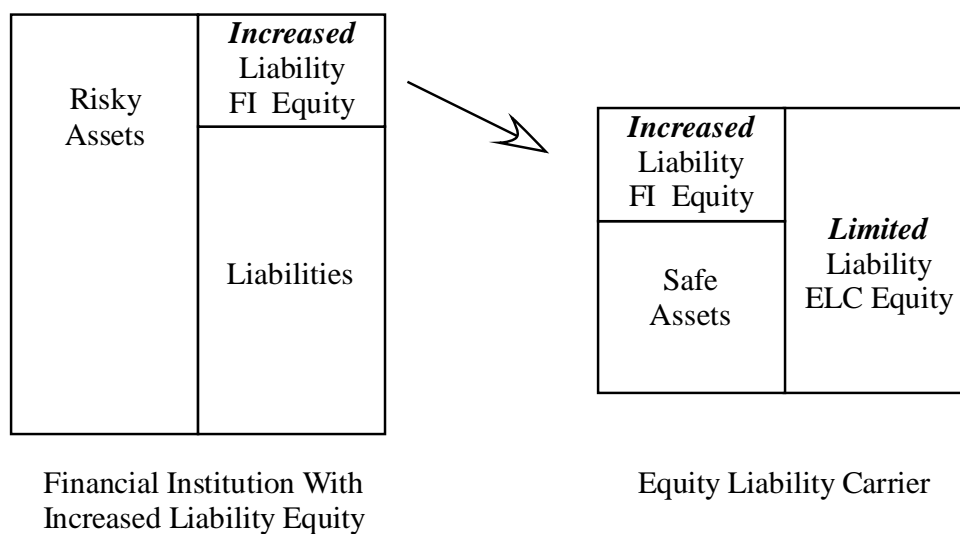 Risky
Assets
Increased
Liability
FI Equity
Liabilities
Financial Institution With
Increased Liability Equity
Increased
Liability
FI Equity
Safe
Assets
Limited
Liability
ELC Equity
Equity Liability Carrier